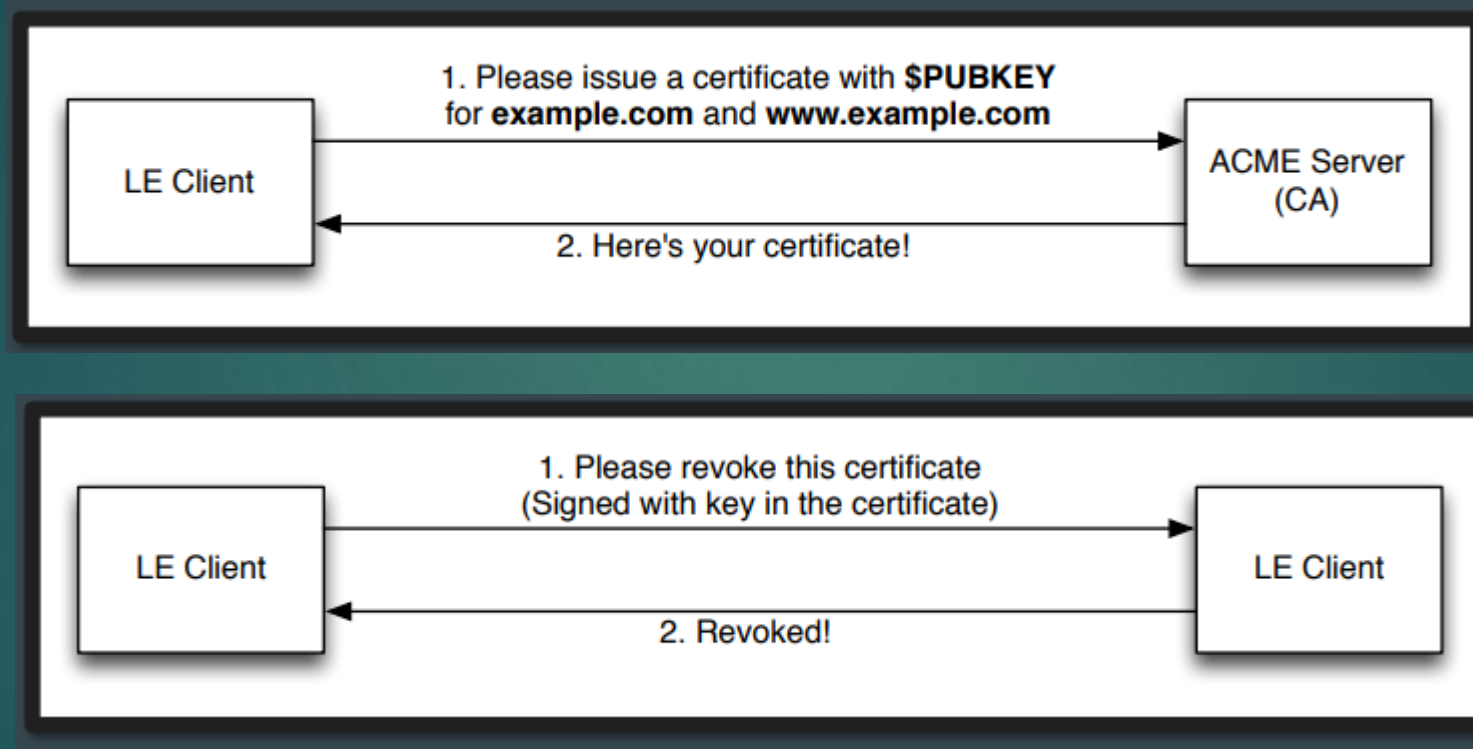 1. Please issue a certificate with $PUBKEY
for example.com and www.example.com
LE Client
ACME Server
(CA)
2. Here's your certificate!
1. Please revoke this certificate
(Signed with key in the certificate)
LE Client
LE Client
2. Revoked!